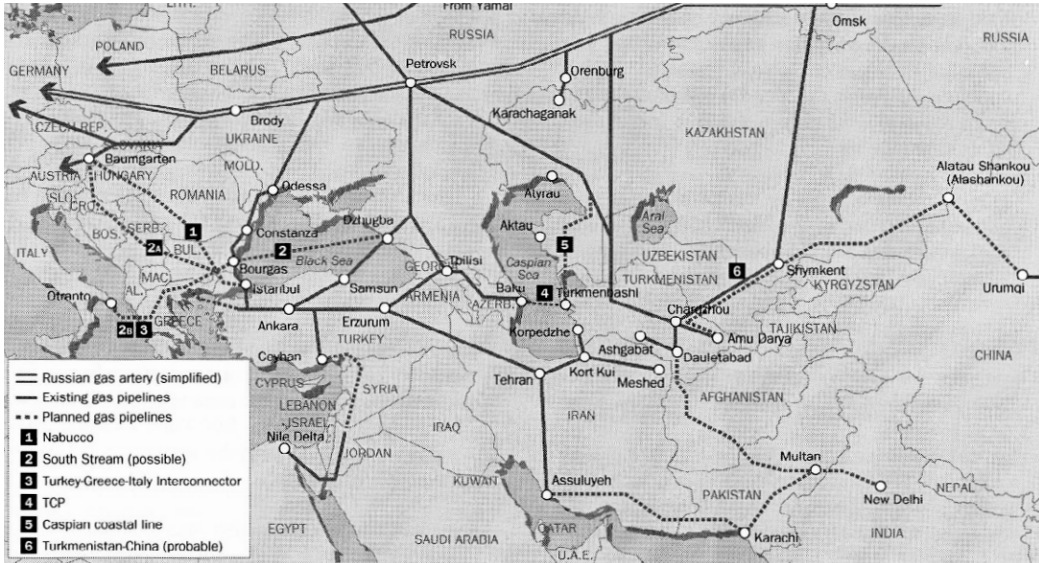 From Yamal
Omsk
RUSSIA
RUSSIA
LITH.
POLAND
Petrovsk
GERMANY
BELARUS
Orenburg
Karachaganak
Brody
CZECH REP.
SLOVAKIA
UKRAINE
KAZAKHSTAN
Baumgarten
AUSTRIA
HUNGARY
MOLD.
Alatau Shankou
(Alashankou)
ROMANIA
Odessa
Atyrau
SLO.
CRO.
Dzhugba
Aral
Sea
Aktau
BOS.
SERB.
1
Constanza
2
5
ITALY
2A
BUL.
Black Sea
Caspian
Sea
UZBEKISTAN
GEORGIA
Tbilisi
Bourgas
6
Shymkent
MAC.
TURKMENISTAN
KYRGYZSTAN
AL.
Istanbul
Samsun
ARMENIA
Baku
4
Turkmenbashi
Urumqi
Otranto
AZERB.
Chardzhou
GREECE
Ankara
Erzurum
TAJIKISTAN
2B
3
TURKEY
Korpedzhe
Ashgabat
Amu Darya
Dauletabad
Ceyhan
Kort Kui
CHINA
Tehran
Meshed
CYPRUS
SYRIA
AFGHANISTAN
LEBANON
IRAN
ISRAEL
IRAQ
Nile Delta
JORDAN
Multan
KUWAIT
Assuluyeh
PAKISTAN
New Delhi
NEPAL
EGYPT
QATAR
SAUDI ARABIA
Karachi
INDIA
U.A.E.
Russian gas artery (simplified)
Existing gas pipelines
Planned gas pipelines
1 Nabucco
2 South Stream (possible)
3 Turkey-Greece-Italy Interconnector
4 TCP
5 Caspian coastal line
6 Turkmenistan-China (probable)